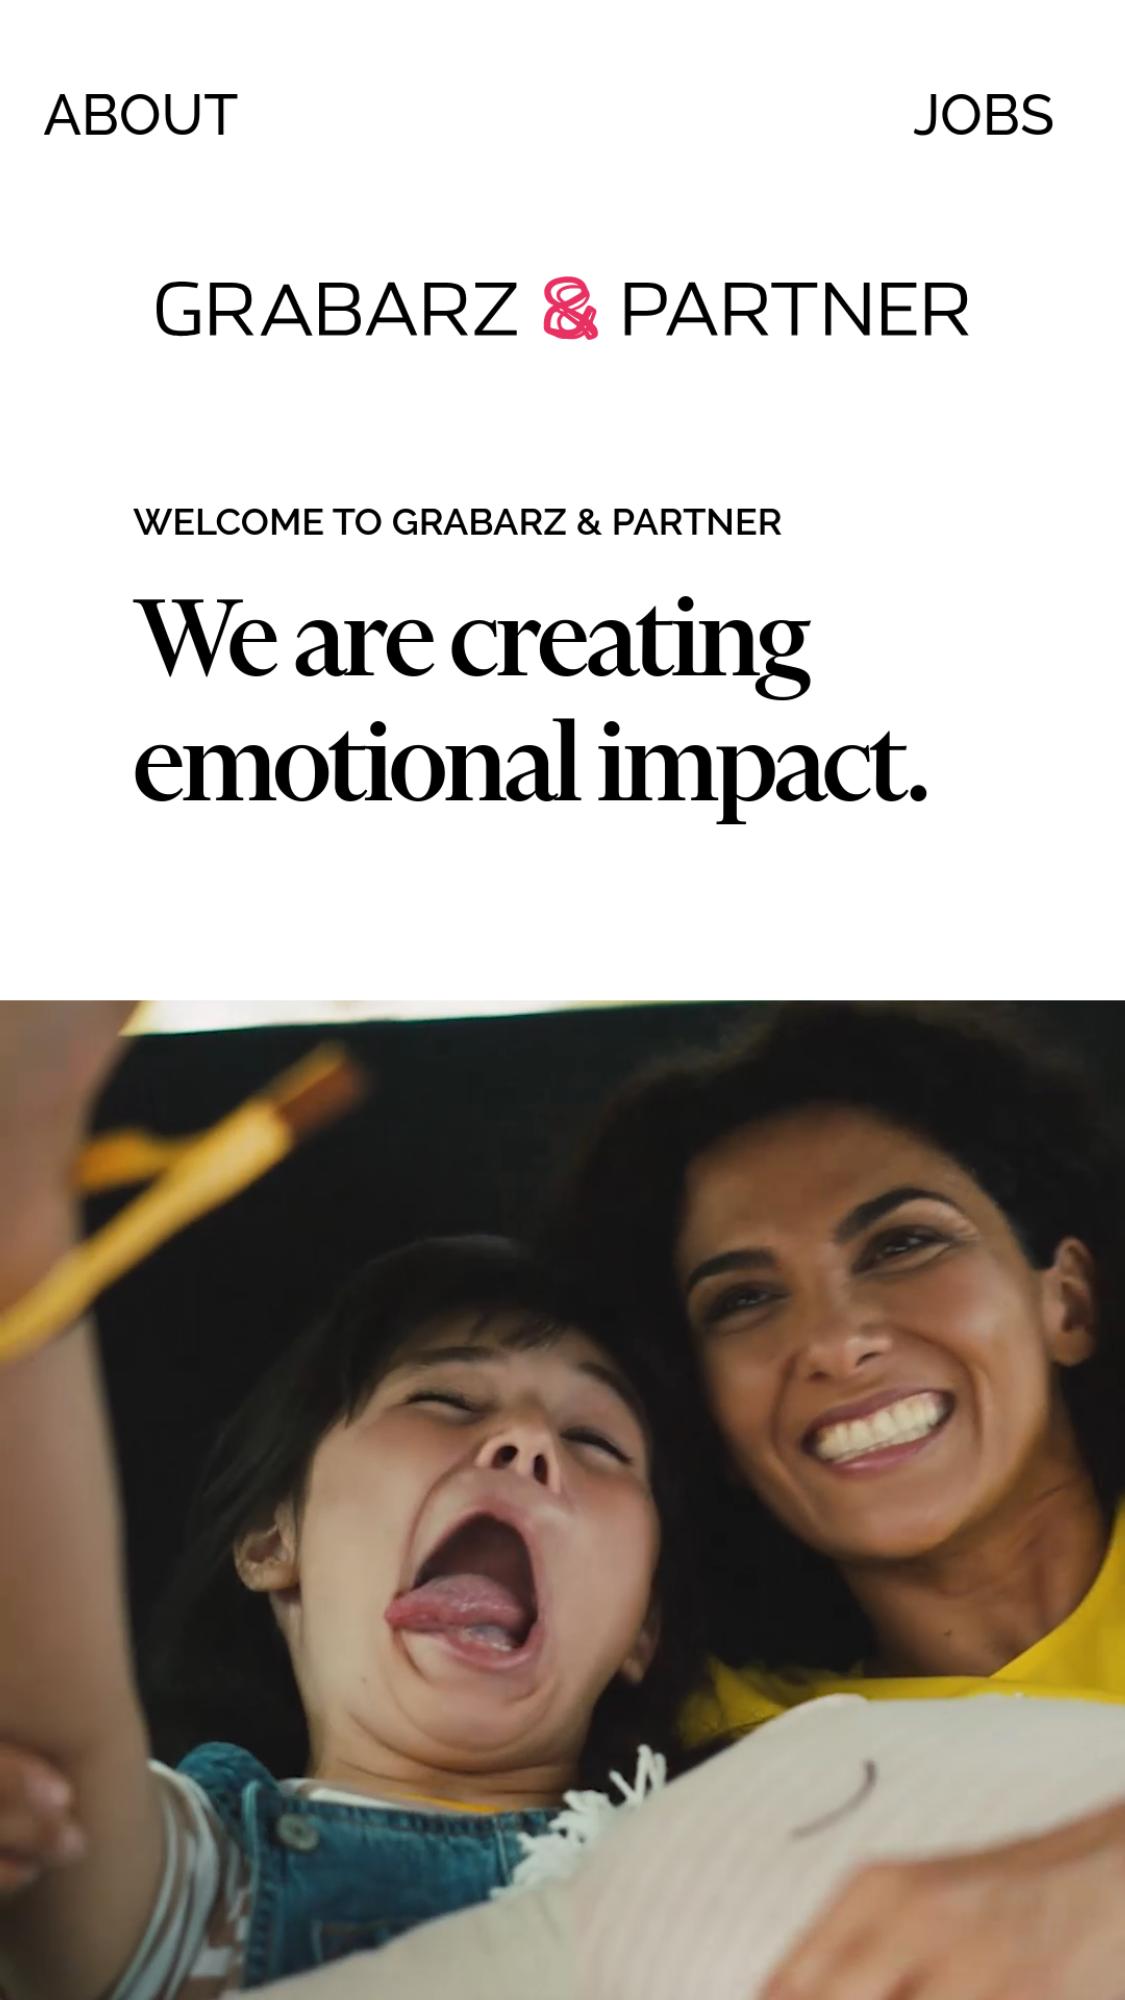 ABOUT
JOBS
GRABARZ & PARTNER
WELCOME TO GRABARZ & PARTNER
We are creating
emotional impact.